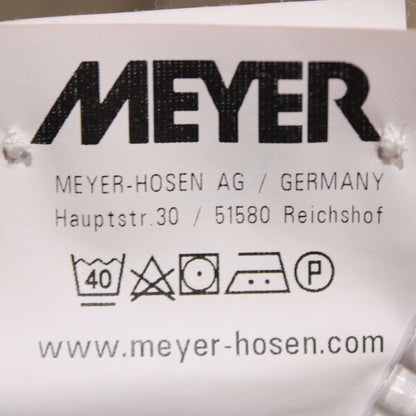 MEYER
MEYER-HOSEN AG / GERMANY
Hauptstr.30 / 51580 Reichshof
40 P
www.meyer-hosen.com